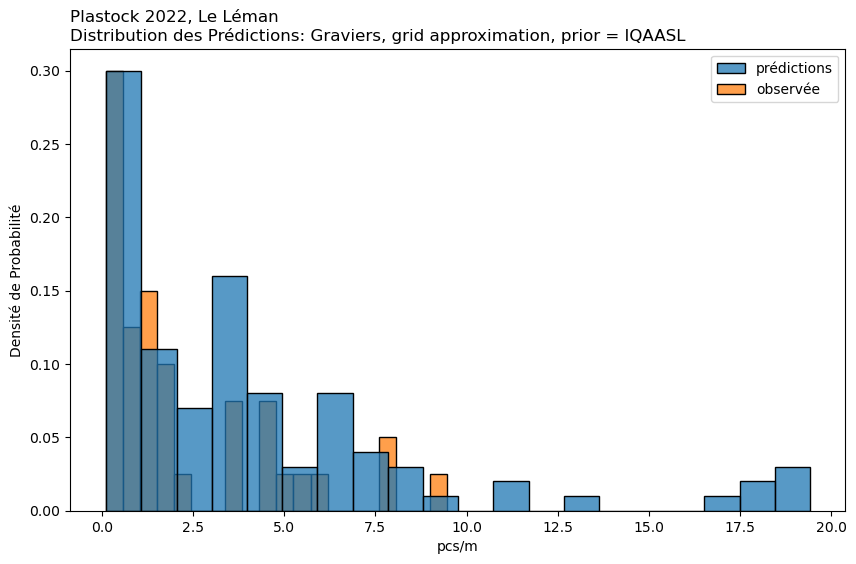 Plastock 2022, Le Léman
Distribution des Prédictions: Graviers, grid approximation, prior = IQAASL
prédictions
observée
Densité de Probabilité
0.30
0.25
0.20
0.15
0.10
0.05
0.00
0.0 2.5 5.0 7.5 10.0 12.5 15.0 17.5 20.0
pcs/m